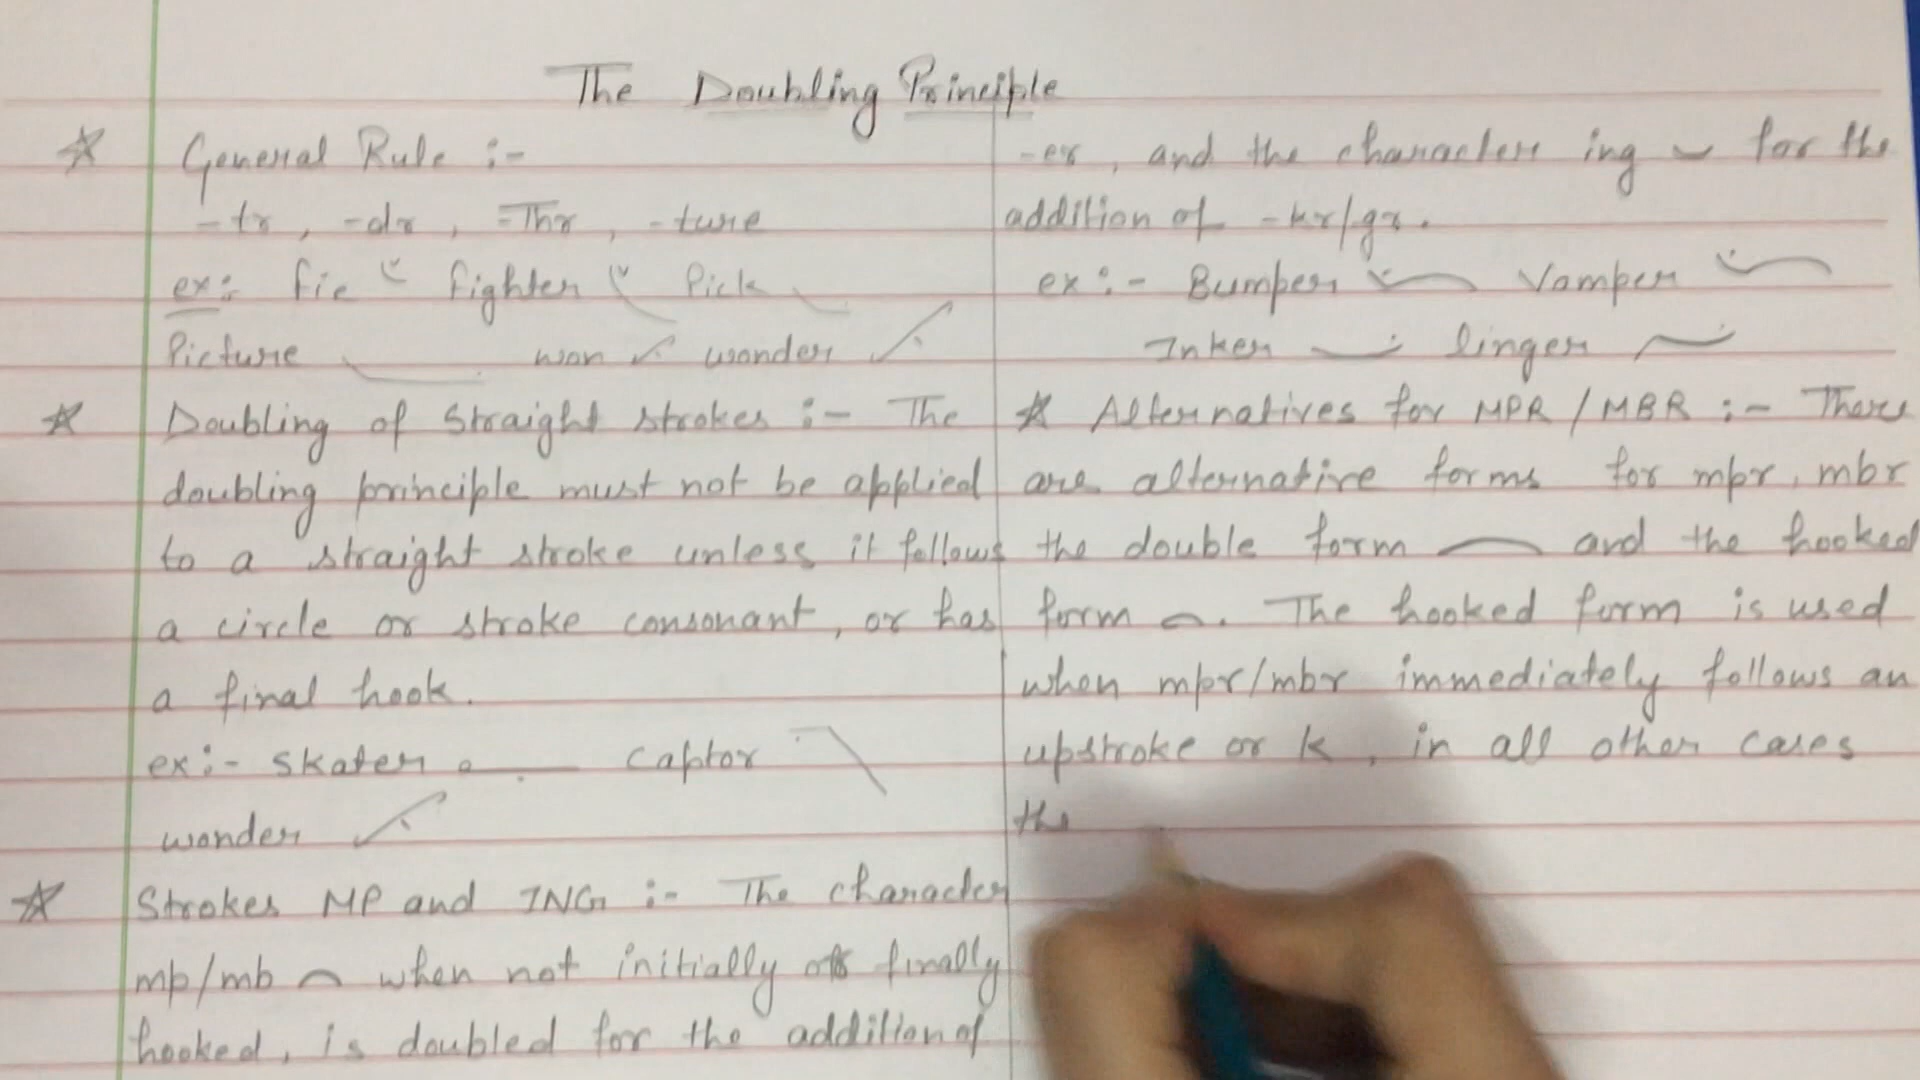 The Doubling Principle
General Rule :-
-tr, -dr, -Thr, -ture
ex:- fie fighter Pick
Picture won wonder
Doubling of Straight strokes :- The
doubling principle must not be applied
to a straight stroke unless it follows
a circle or stroke consonant, or has
a final hook.
ex:- skater captor
wonder
Strokes MP and ING :- The character
mp/mb when not initially or finally
hooked, is doubled for the addition of
-er, and the character ing for the
addition of -kr/gr.
ex:- Bumper Vamper
Inker linger
Alternatives for MPR/MBR :- There
are alternative forms for mpr, mbr
the double form and the hooked
form. The hooked form is used
when mpr/mbr immediately follows an
upstroke or K, in all other cases
the